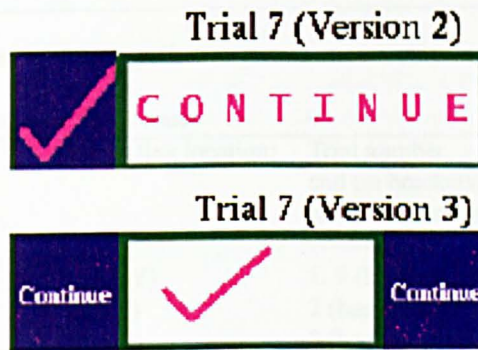 Trial 7 (Version 2)
CONTINUE
Trial 7 (Version 3)
Continue Continue